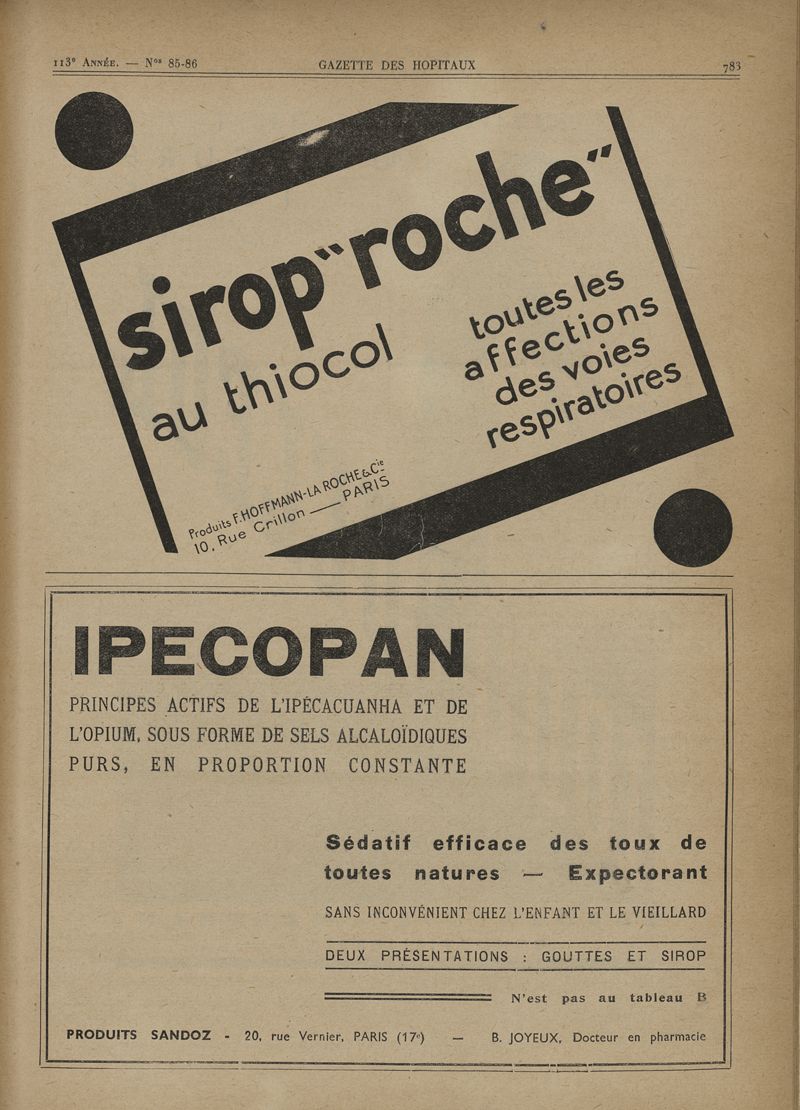 113ᵉ ANNÉE. — Nᵒˢ 85-86 GAZETTE DES HOPITAUX 783
sirop "roche"
au thiocol
toutes les
affections
des voies
respiratoires
Produits F. HOFFMANN-LA ROCHE & Cⁱᵉ
10, Rue Crillon — PARIS
IPECOPAN
PRINCIPES ACTIFS DE L'IPÉCACUANHA ET DE
L'OPIUM, SOUS FORME DE SELS ALCALOÏDIQUES
PURS, EN PROPORTION CONSTANTE
Sédatif efficace des toux de
toutes natures — Expectorant
SANS INCONVÉNIENT CHEZ L'ENFANT ET LE VIEILLARD
DEUX PRÉSENTATIONS : GOUTTES ET SIROP
N'est pas au tableau B
PRODUITS SANDOZ - 20, rue Vernier, PARIS (17ᵉ) — B. JOYEUX, Docteur en pharmacie